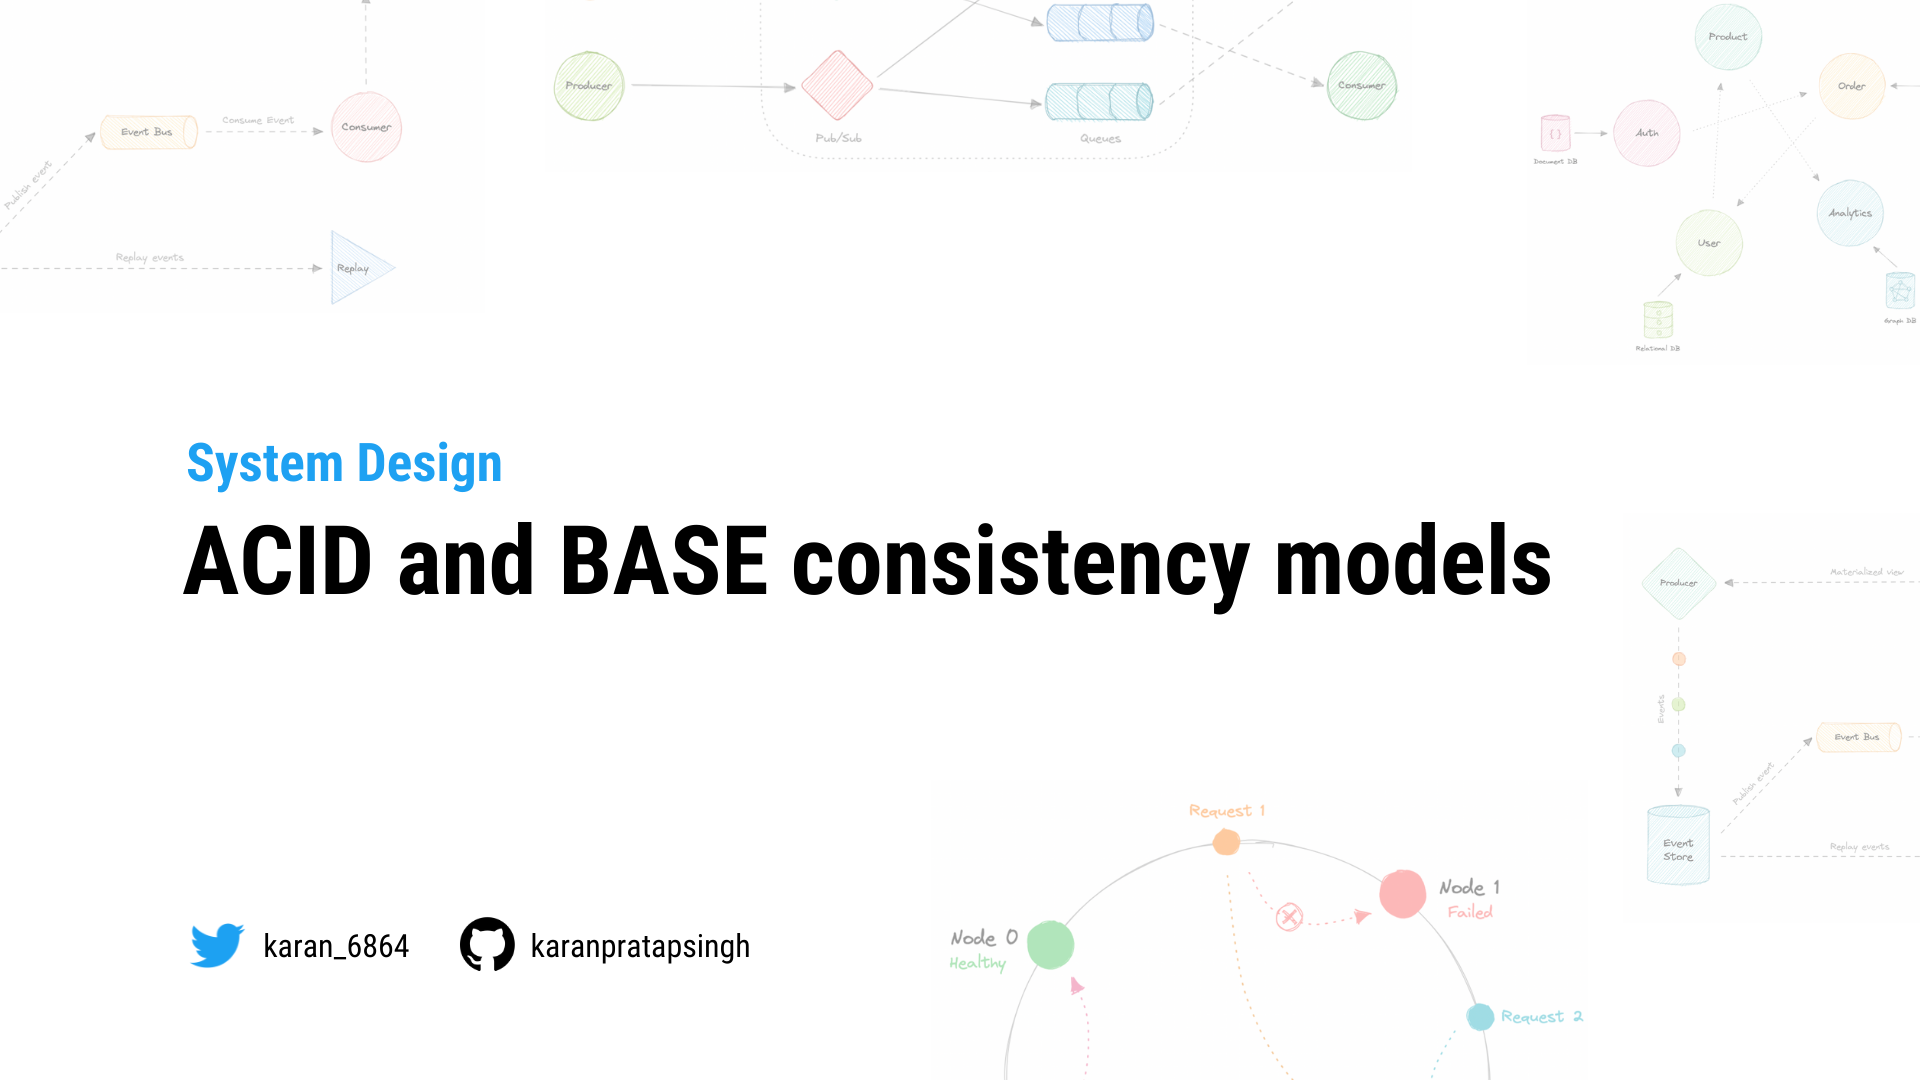 Event Bus
Consume Event
Consumer
Publish event
Replay events
Replay
Producer
Pub/Sub
Queues
Consumer
Product
Order
Auth
Document DB
User
Analytics
Relational DB
Graph DB
System Design
ACID and BASE consistency models
Producer
Materialized view
Events
Event Bus
Publish event
Event
Store
Replay events
Request 1
Node 1
Failed
Node 0
Healthy
Request 2
karan_6864
karanpratapsingh